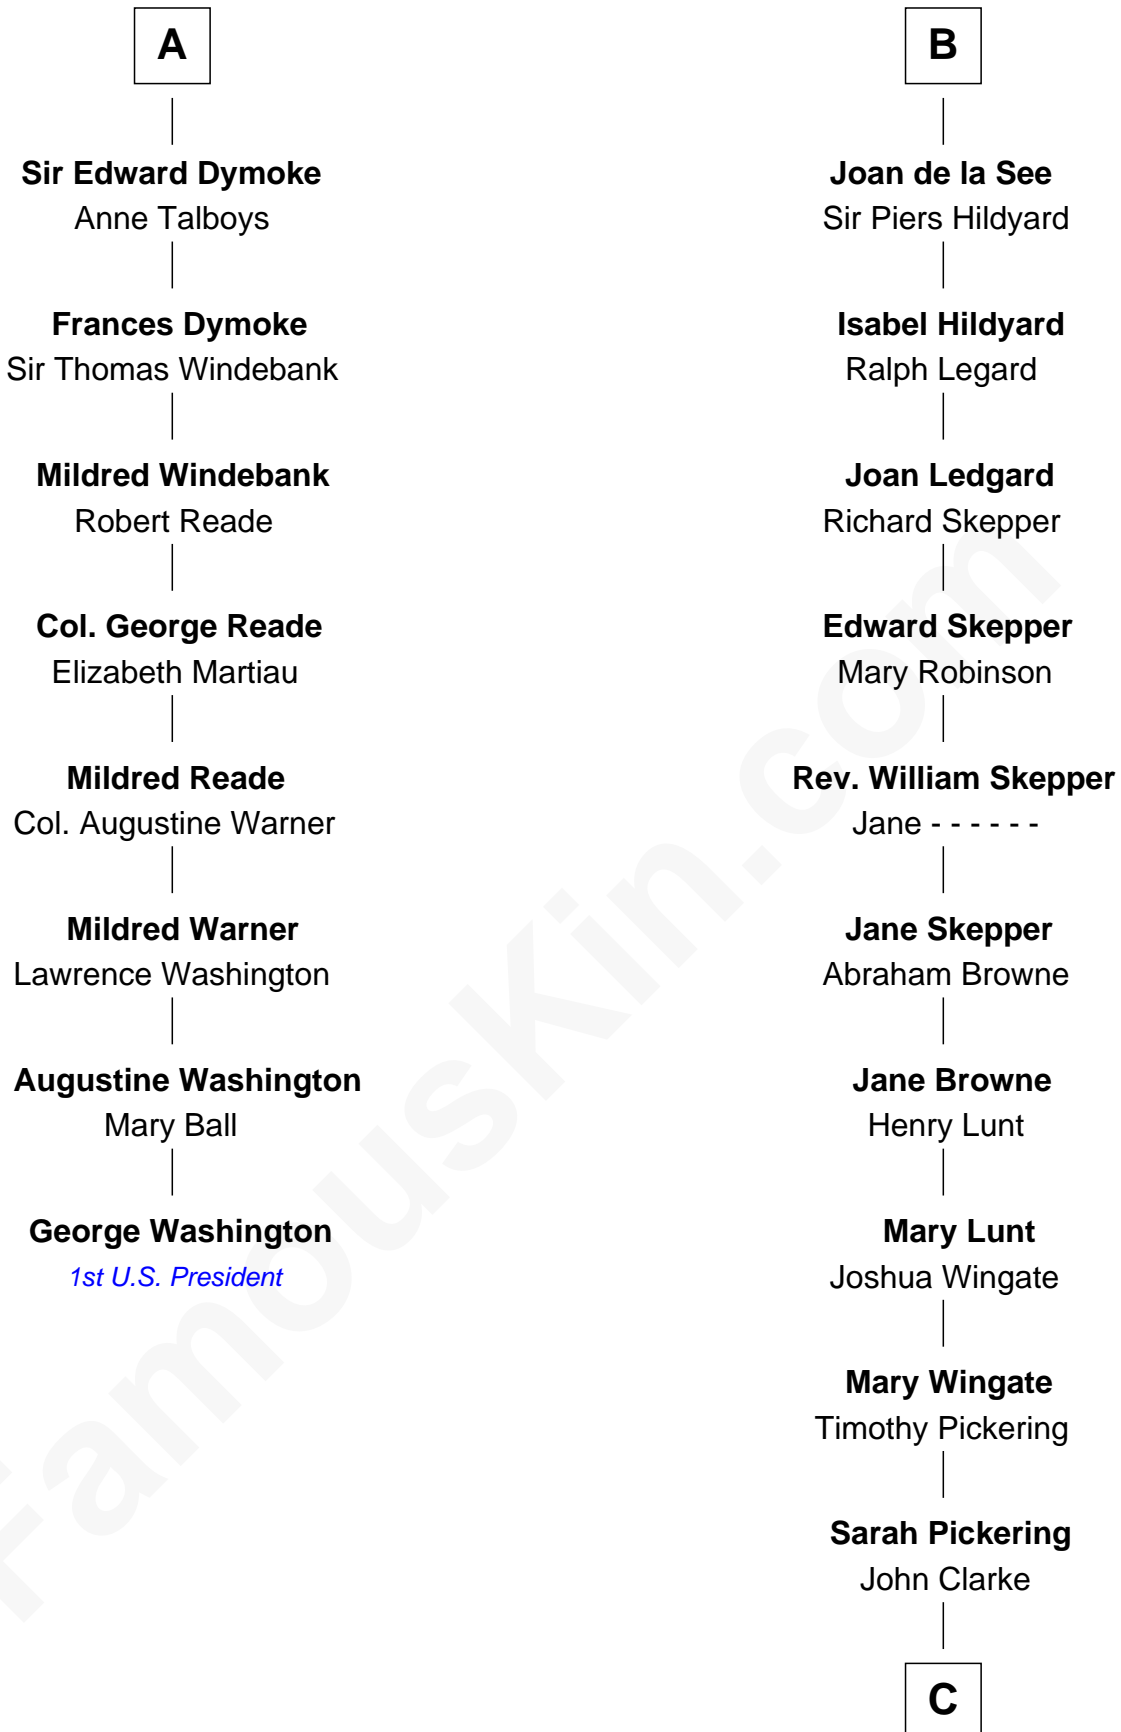 A
Sir Edward Dymoke
Anne Talboys
Frances Dymoke
Sir Thomas Windebank
Mildred Windebank
Robert Reade
Col. George Reade
Elizabeth Martiau
Mildred Reade
Col. Augustine Warner
Mildred Warner
Lawrence Washington
Augustine Washington
Mary Ball
George Washington
1st U.S. President
B
Joan de la See
Sir Piers Hildyard
Isabel Hildyard
Ralph Legard
Joan Ledgard
Richard Skepper
Edward Skepper
Mary Robinson
Rev. William Skepper
Jane - - - - - -
Jane Skepper
Abraham Browne
Jane Browne
Henry Lunt
Mary Lunt
Joshua Wingate
Mary Wingate
Timothy Pickering
Sarah Pickering
John Clarke
C
FamousKin.com